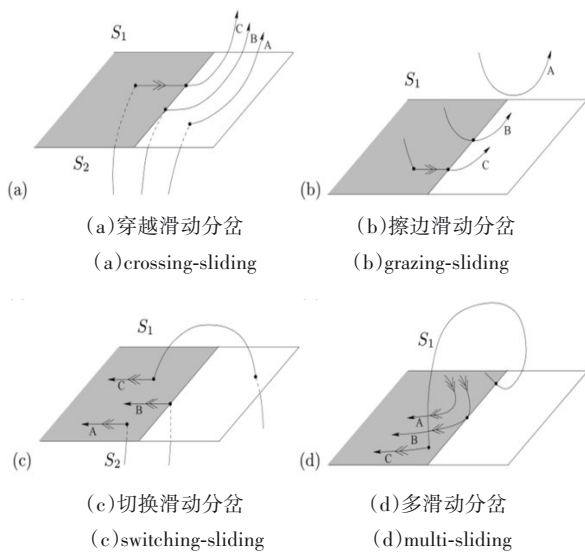 S₁
C
B
A
S₂
(a)
(a)穿越滑动分岔
(a)crossing-sliding
S₁
A
B
C
(b)
(b)擦边滑动分岔
(b)grazing-sliding
S₁
C
B
A
S₂
(c)
(c)切换滑动分岔
(c)switching-sliding
S₁
A
B
C
(d)
(d)多滑动分岔
(d)multi-sliding